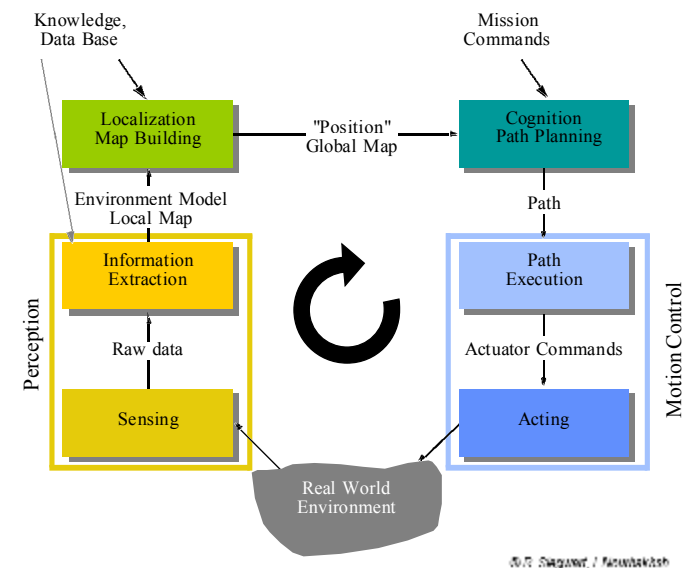 Knowledge,
Data Base
Mission
Commands
Localization
Map Building
"Position"
Global Map
Cognition
Path Planning
Environment Model
Local Map
Path
Information
Extraction
Path
Execution
Perception
Motion Control
Raw data
Actuator Commands
Sensing
Acting
Real World
Environment